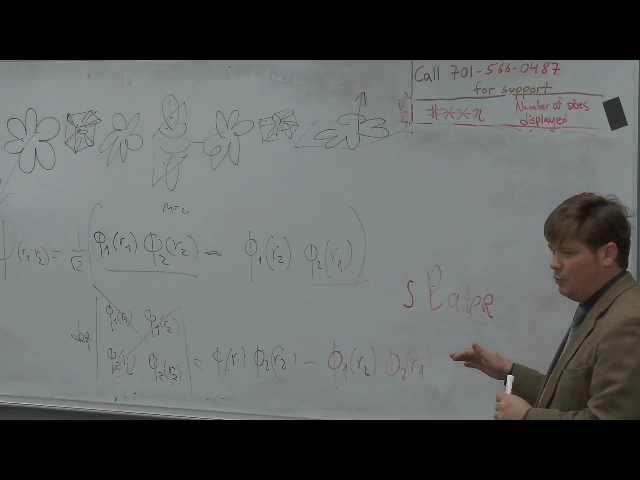 Call 701-566-0487
for support
Number of sides
displayed
m=0
ψ(r₁,r₂) = 1/√2 (ϕ₁(r₁) ϕ₂(r₂) = ϕ₁(r₂) ϕ₂(r₁))
Slater
det | ϕ₁(r₁) ϕ₁(r₂)
ϕ₂(r₁) ϕ₂(r₂) | = ϕ₁(r₁) ϕ₂(r₂) − ϕ₁(r₂) ϕ₂(r₁)